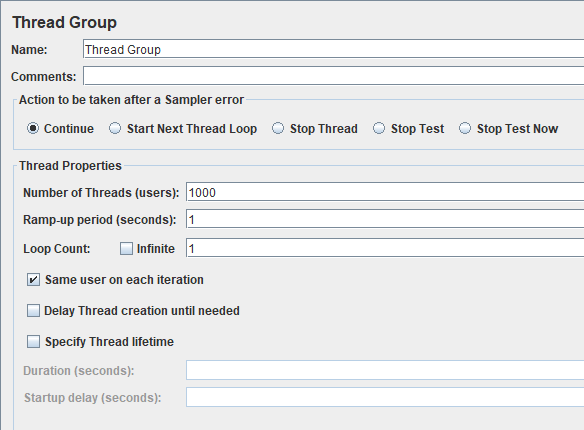 Thread Group
Name: Thread Group
Comments:
Action to be taken after a Sampler error
Continue Start Next Thread Loop Stop Thread Stop Test Stop Test Now
Thread Properties
Number of Threads (users): 1000
Ramp-up period (seconds): 1
Loop Count: Infinite 1
Same user on each iteration
Delay Thread creation until needed
Specify Thread lifetime
Duration (seconds):
Startup delay (seconds):